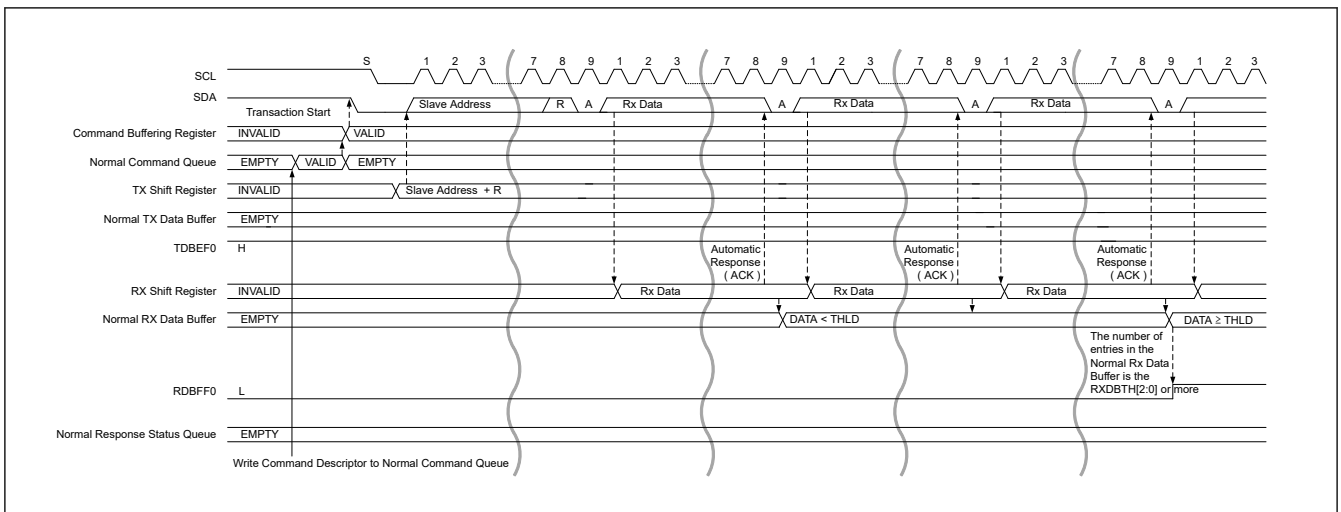 S 1 2 3 7 8 9 1 2 3 7 8 9 1 2 3 7 8 9 1 2 3 7 8 9 1 2 3
SCL
SDA Transaction Start Slave Address R A Rx Data A Rx Data A Rx Data A
Command Buffering Register INVALID VALID
Normal Command Queue EMPTY VALID EMPTY
TX Shift Register INVALID Slave Address + R
Normal TX Data Buffer EMPTY
TDBEF0 H
Automatic Response ( ACK )
Automatic Response ( ACK )
Automatic Response ( ACK )
RX Shift Register INVALID Rx Data Rx Data Rx Data
Normal RX Data Buffer EMPTY DATA < THLD DATA ≥ THLD
The number of
entries in the
Normal Rx Data
Buffer is the
RXDBTH[2:0] or more
RDBFF0 L
Normal Response Status Queue EMPTY
Write Command Descriptor to Normal Command Queue